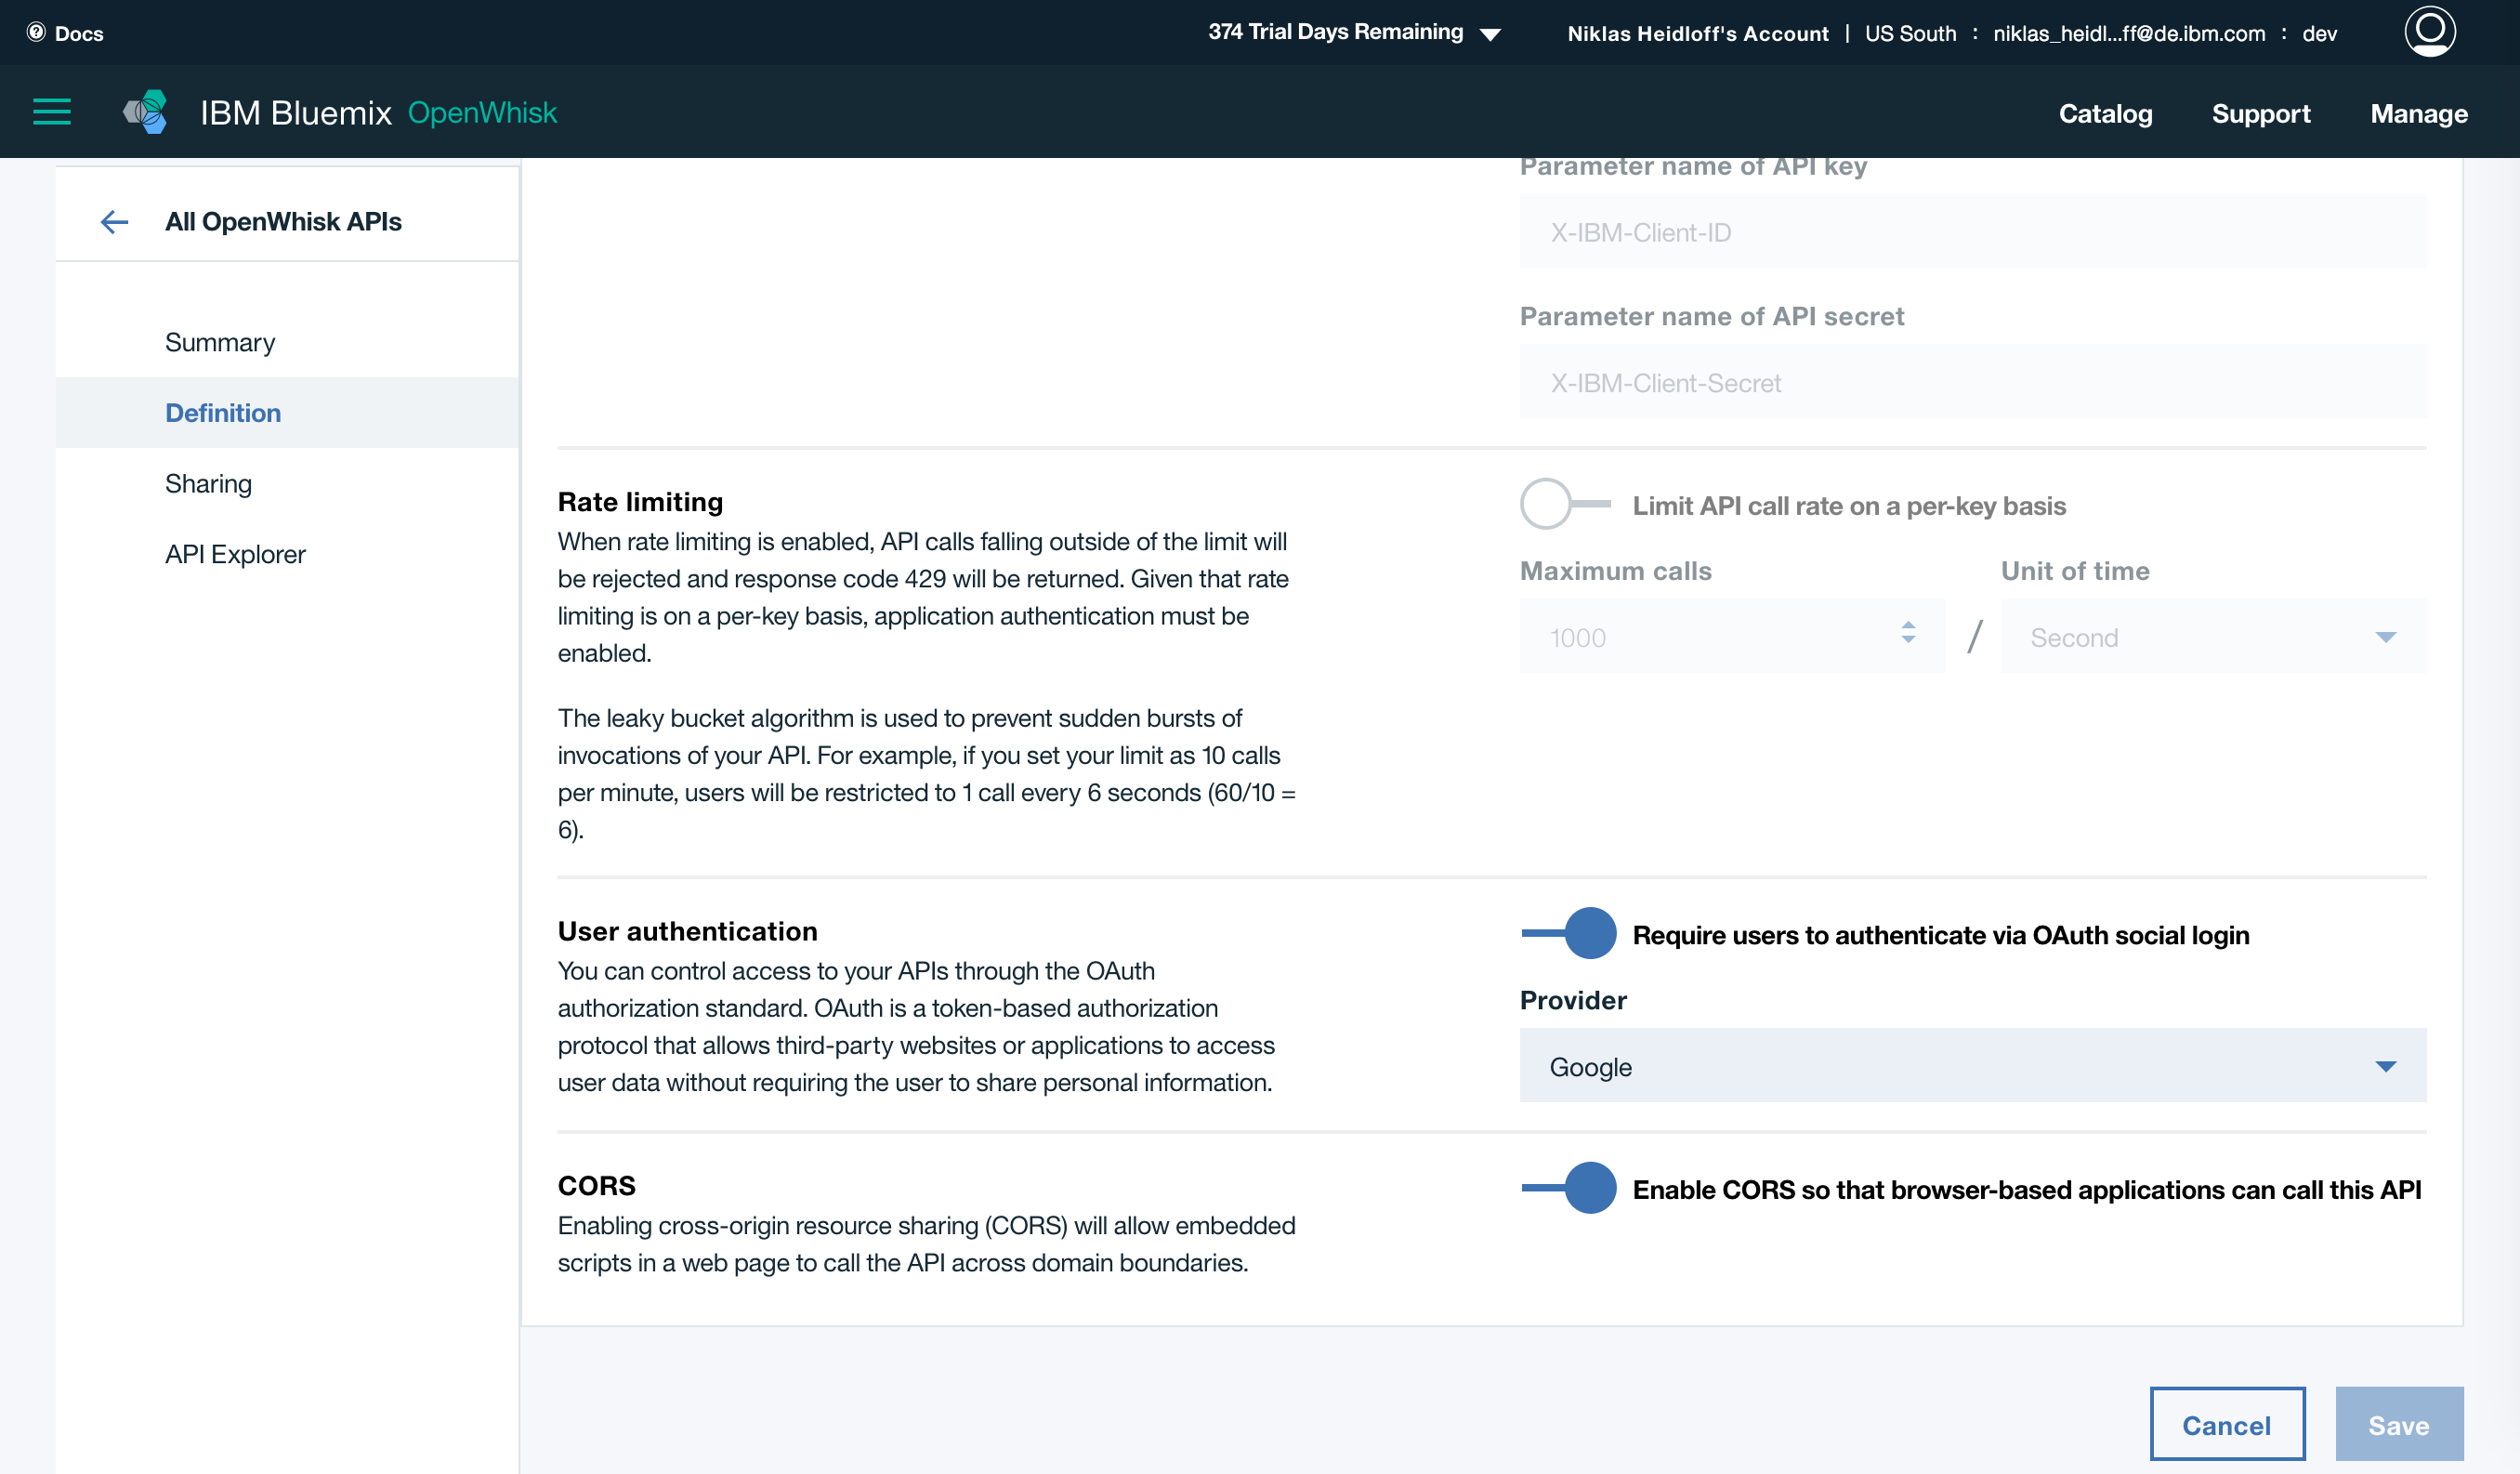 Docs
374 Trial Days Remaining
Niklas Heidloff's Account | US South : niklas_heidl...ff@de.ibm.com : dev
IBM Bluemix OpenWhisk
Catalog Support Manage
All OpenWhisk APIs
Summary
Definition
Sharing
API Explorer
Parameter name of API key
X-IBM-Client-ID
Parameter name of API secret
X-IBM-Client-Secret
Rate limiting
When rate limiting is enabled, API calls falling outside of the limit will
be rejected and response code 429 will be returned. Given that rate
limiting is on a per-key basis, application authentication must be
enabled.
The leaky bucket algorithm is used to prevent sudden bursts of
invocations of your API. For example, if you set your limit as 10 calls
per minute, users will be restricted to 1 call every 6 seconds (60/10 =
6).
Limit API call rate on a per-key basis
Maximum calls
Unit of time
1000 / Second
User authentication
You can control access to your APIs through the OAuth
authorization standard. OAuth is a token-based authorization
protocol that allows third-party websites or applications to access
user data without requiring the user to share personal information.
Require users to authenticate via OAuth social login
Provider
Google
CORS
Enabling cross-origin resource sharing (CORS) will allow embedded
scripts in a web page to call the API across domain boundaries.
Enable CORS so that browser-based applications can call this API
Cancel
Save